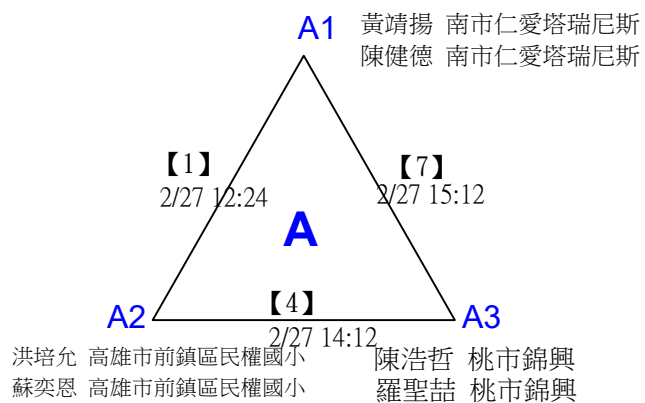 A1
黃靖揚 南市仁愛塔瑞尼斯
陳健德 南市仁愛塔瑞尼斯
【1】
2/27 12:24
【7】
2/27 15:12
A
【4】
2/27 14:12
A2
A3
洪培允 高雄市前鎮區民權國小
蘇奕恩 高雄市前鎮區民權國小
陳浩哲 桃市錦興
羅聖喆 桃市錦興